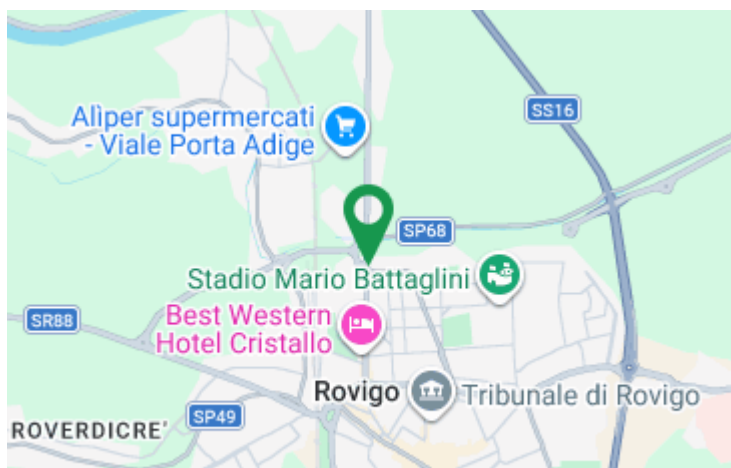 Alìper supermercati
- Viale Porta Adige
SS16
SP68
Stadio Mario Battaglini
SR88
Best Western
Hotel Cristallo
Rovigo
Tribunale di Rovigo
SP49
ROVERDICRE'